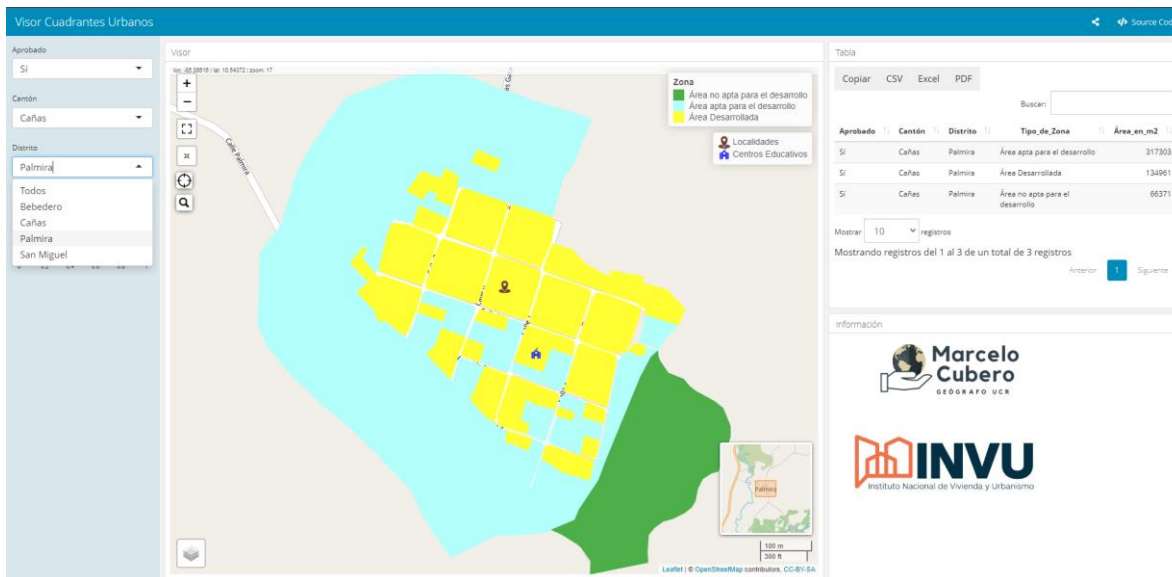 Visor Cuadrantes Urbanos
Source Cod
Aprobado
Sí
Cantón
Cañas
Distrito
Palmira
Todos
Bebedero
Cañas
Palmira
San Miguel
Visor
zoom: 17
+
−
Calle Palmira
Zona
Área no apta para el desarrollo
Área apta para el desarrollo
Área Desarrollada
Localidades
Centros Educativos
Palmira
100 m
300 ft
Leaflet | © OpenStreetMap contributors, CC-BY-SA
Tabla
Copiar CSV Excel PDF
Buscar:
Aprobado Cantón Distrito Tipo_de_Zona Área_en_m2
Sí Cañas Palmira Área apta para el desarrollo 317303
Sí Cañas Palmira Área Desarrollada 134961
Sí Cañas Palmira Área no apta para el 66371
desarrollo
Mostrar 10 registros
Mostrando registros del 1 al 3 de un total de 3 registros
Anterior 1 Siguiente
Información
Marcelo
Cubero
GEÓGRAFO UCR
INVU
Instituto Nacional de Vivienda y Urbanismo